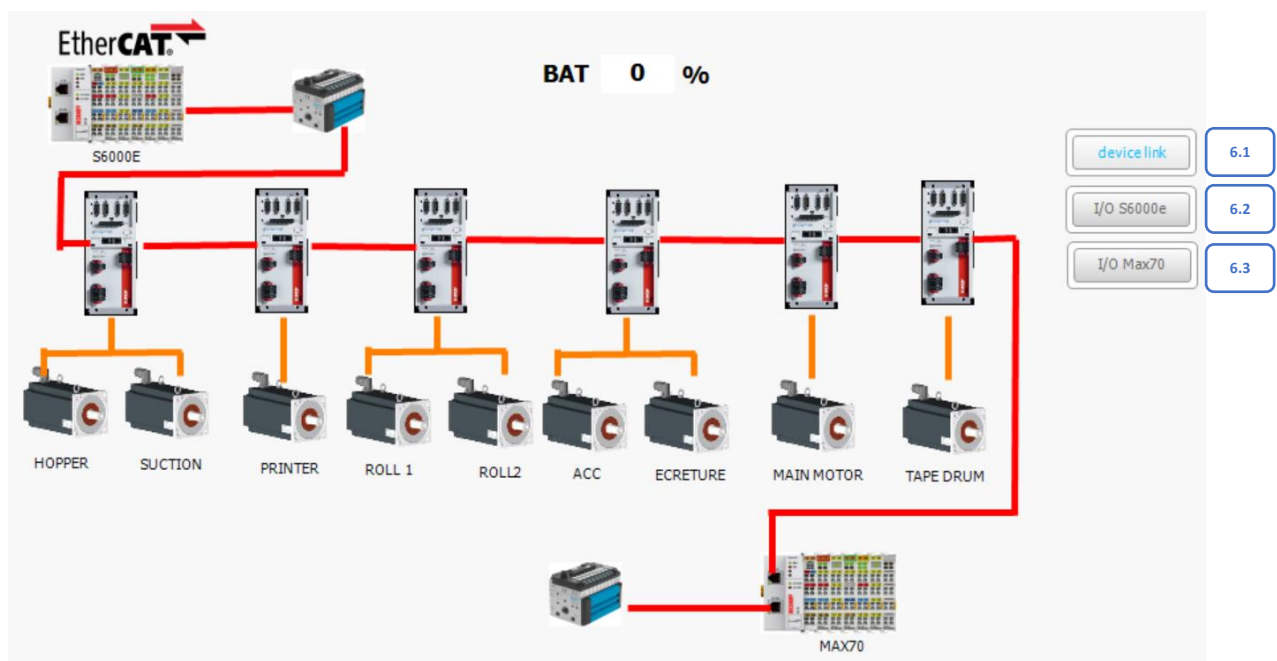 EtherCAT®
BAT 0 %
S6000E
device link 6.1
I/O S6000e 6.2
I/O Max70 6.3
HOPPER SUCTION PRINTER ROLL 1 ROLL2 ACC ECRETURE MAIN MOTOR TAPE DRUM
MAX70